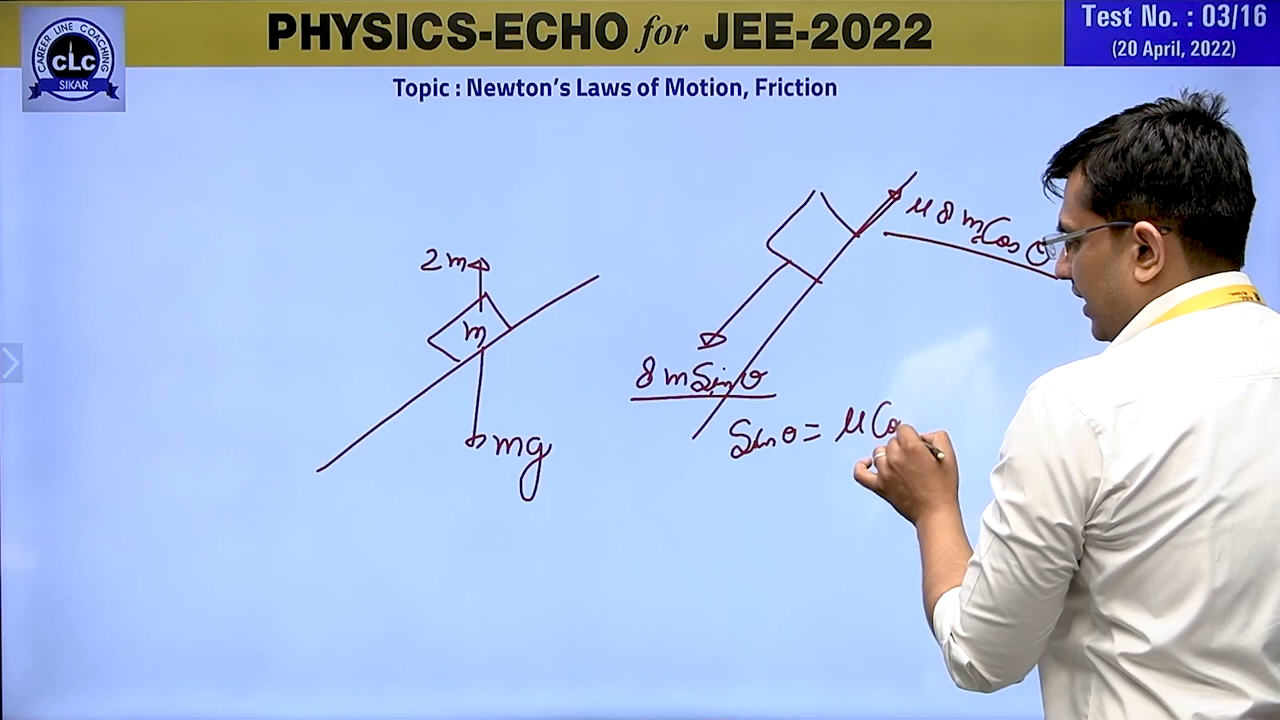 CAREER LINE COACHING
CLC
SIKAR
PHYSICS-ECHO for JEE-2022
Test No. : 03/16
(20 April, 2022)
Topic : Newton's Laws of Motion, Friction
2m
m
mg
μ 8 m Cos θ
8 m Sin θ
Sin θ = μ Cos